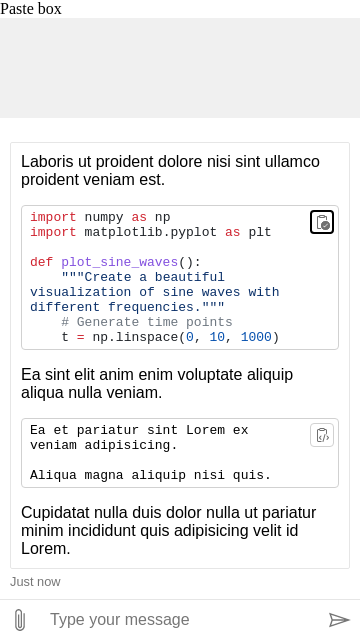 Paste box
Laboris ut proident dolore nisi sint ullamco
proident veniam est.
import numpy as np
import matplotlib.pyplot as plt
def plot_sine_waves():
    """Create a beautiful
visualization of sine waves with
different frequencies."""
    # Generate time points
    t = np.linspace(0, 10, 1000)
Ea sint elit anim enim voluptate aliquip
aliqua nulla veniam.
Ea et pariatur sint Lorem ex
veniam adipisicing.
Aliqua magna aliquip nisi quis.
Cupidatat nulla duis dolor nulla ut pariatur
minim incididunt quis adipisicing velit id
Lorem.
Just now
Type your message